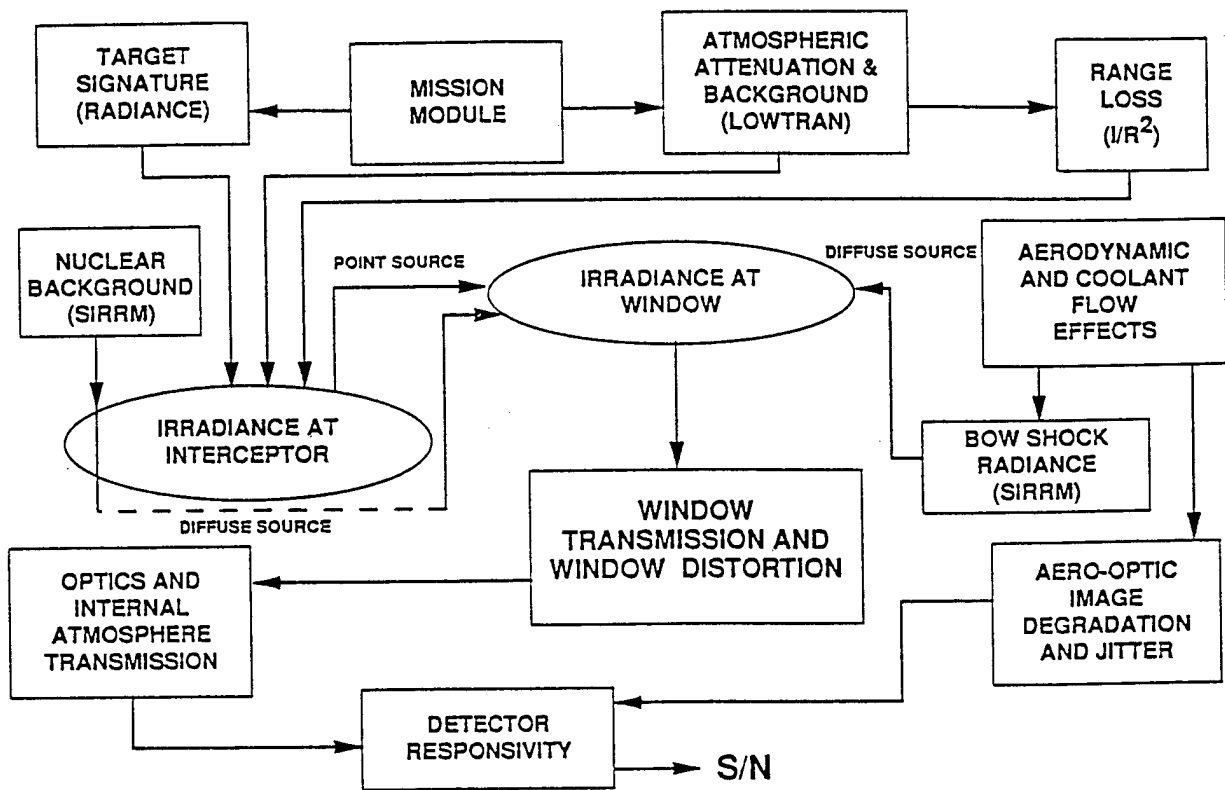 TARGET
SIGNATURE
(RADIANCE)
MISSION
MODULE
ATMOSPHERIC
ATTENUATION &
BACKGROUND
(LOWTRAN)
RANGE
LOSS
(I/R²)
NUCLEAR
BACKGROUND
(SIRRM)
POINT SOURCE
IRRADIANCE AT
WINDOW
DIFFUSE SOURCE
AERODYNAMIC
AND COOLANT
FLOW
EFFECTS
IRRADIANCE AT
INTERCEPTOR
DIFFUSE SOURCE
BOW SHOCK
RADIANCE
(SIRRM)
WINDOW
TRANSMISSION AND
WINDOW DISTORTION
OPTICS AND
INTERNAL
ATMOSPHERE
TRANSMISSION
AERO-OPTIC
IMAGE
DEGRADATION
AND JITTER
DETECTOR
RESPONSIVITY
S/N